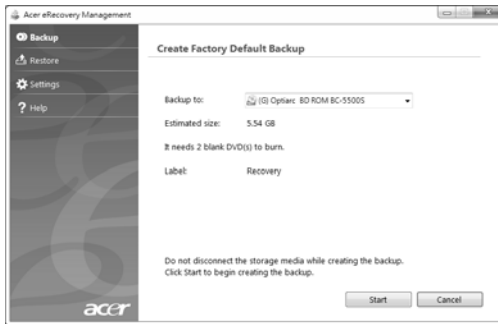 Acer eRecovery Management
Backup
Restore
Settings
Help
Create Factory Default Backup
Backup to: (G) Optiarc BD ROM BC-5500S
Estimated size: 5.54 GB
It needs 2 blank DVD(s) to burn.
Label: Recovery
Do not disconnect the storage media while creating the backup.
Click Start to begin creating the backup.
Start Cancel
acer